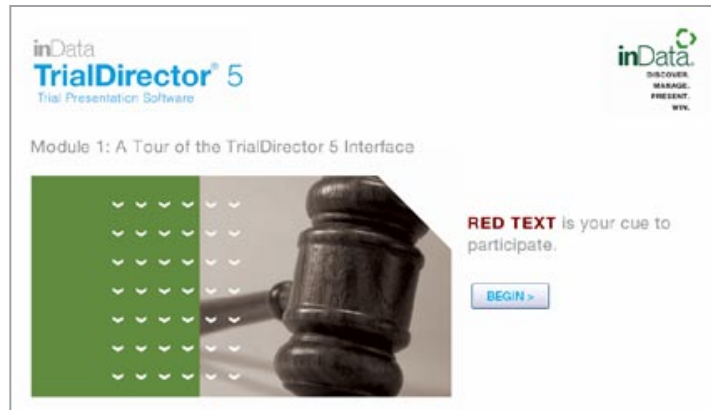 inData
TrialDirector® 5
Trial Presentation Software
inData.
DISCOVER.
MANAGE.
PRESENT.
WIN.
Module 1: A Tour of the TrialDirector 5 Interface
RED TEXT is your cue to
participate.
BEGIN >